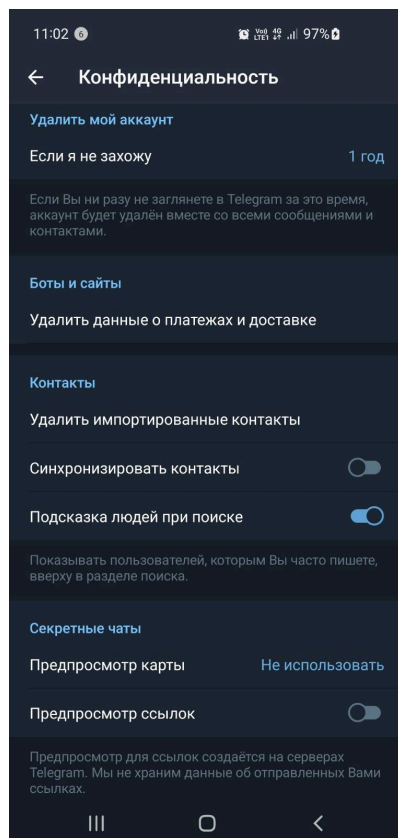 11:02 6 Vo)) LTE1 4G 97%
Конфиденциальность
Удалить мой аккаунт
Если я не захожу 1 год
Если Вы ни разу не заглянете в Telegram за это время,
аккаунт будет удалён вместе со всеми сообщениями и
контактами.
Боты и сайты
Удалить данные о платежах и доставке
Контакты
Удалить импортированные контакты
Синхронизировать контакты
Подсказка людей при поиске
Показывать пользователей, которым Вы часто пишете,
вверху в разделе поиска.
Секретные чаты
Предпросмотр карты Не использовать
Предпросмотр ссылок
Предпросмотр для ссылок создаётся на серверах
Telegram. Мы не храним данные об отправленных Вами
ссылках.